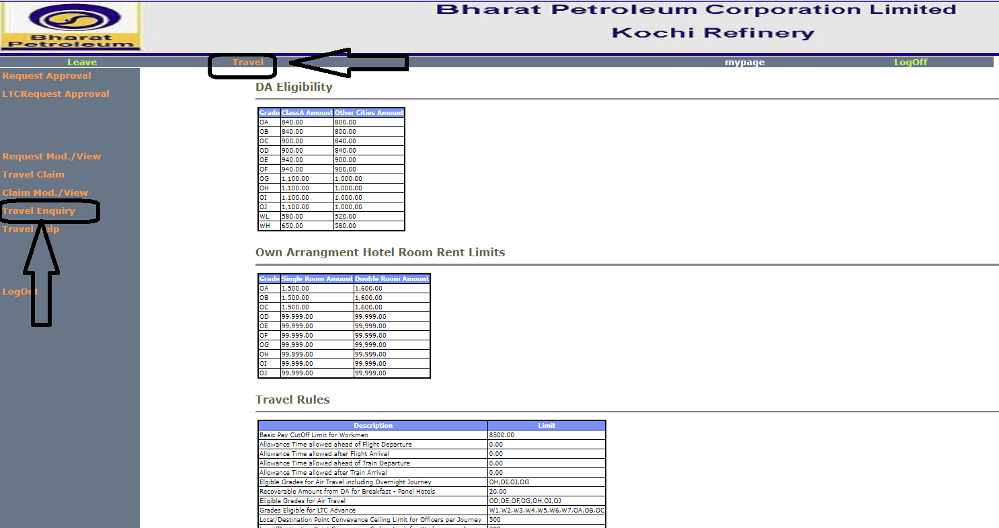 Bharat Petroleum Corporation Limited
Kochi Refinery
Bharat
Petroleum
Leave Travel mypage LogOff
Request Approval
LTCRequest Approval
Request Mod./View
Travel Claim
Claim Mod./View
Travel Enquiry
Travel
LogOut
DA Eligibility
Grade ClassA Amount Other Cities Amount
OA 840.00 800.00
OB 840.00 800.00
OC 900.00 840.00
OD 900.00 840.00
OE 940.00 900.00
OF 940.00 900.00
OG 1,100.00 1,000.00
OH 1,100.00 1,000.00
OI 1,100.00 1,000.00
OJ 1,100.00 1,000.00
WL 580.00 520.00
WH 650.00 580.00
Own Arrangment Hotel Room Rent Limits
Grade Single Room Amount Double Room Amount
OA 1,500.00 1,600.00
OB 1,500.00 1,600.00
OC 1,500.00 1,600.00
OD 99,999.00 99,999.00
OE 99,999.00 99,999.00
OF 99,999.00 99,999.00
OG 99,999.00 99,999.00
OH 99,999.00 99,999.00
OI 99,999.00 99,999.00
OJ 99,999.00 99,999.00
Travel Rules
Description Limit
Basic Pay CutOff Limit for Workmen 8500.00
Allowance Time allowed ahead of Flight Departure 0.00
Allowance Time allowed after Flight Arrival 0.00
Allowance Time allowed ahead of Train Departure 0.00
Allowance Time allowed after Train Arrival 0.00
Elgible Grades for Air Travel including Overnight Journey OH,OI,OJ,OG
Recoverable Amount from DA for Breakfast - Panel Hotels 20.00
Eligible Grades for Air Travel OD,OE,OF,OG,OH,OI,OJ
Grades Eligible for LTC Advance W1,W2,W3,W4,W5,W6,W7,OA,OB,OC
Local/Destination Point Conveyance Ceiling Limit for Officers per Journey 500